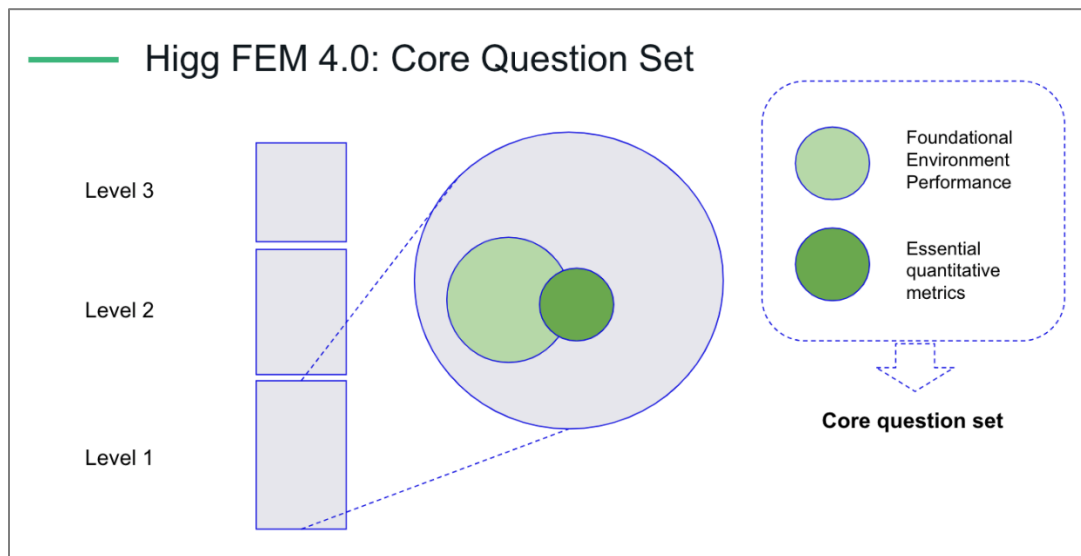 Higg FEM 4.0: Core Question Set
Level 3
Level 2
Level 1
Foundational
Environment
Performance
Essential
quantitative
metrics
Core question set